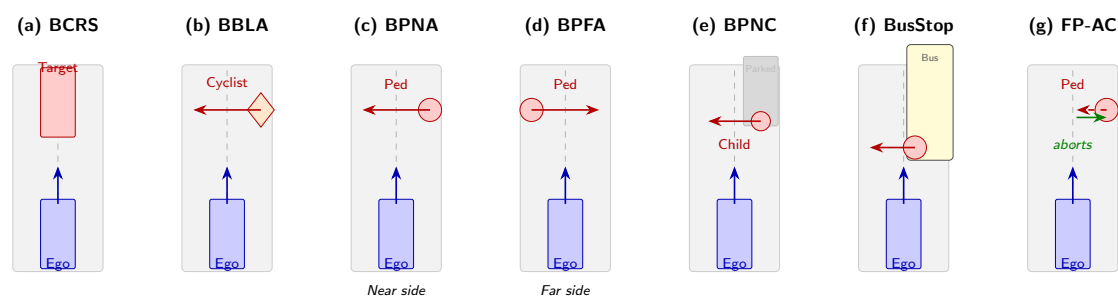 (a) BCRS
Target
Ego
(b) BBLA
Cyclist
Ego
(c) BPNA
Ped
Ego
Near side
(d) BPFA
Ped
Ego
Far side
(e) BPNC
Parked
Child
Ego
(f) BusStop
Bus
Ego
(g) FP-AC
Ped
aborts
Ego